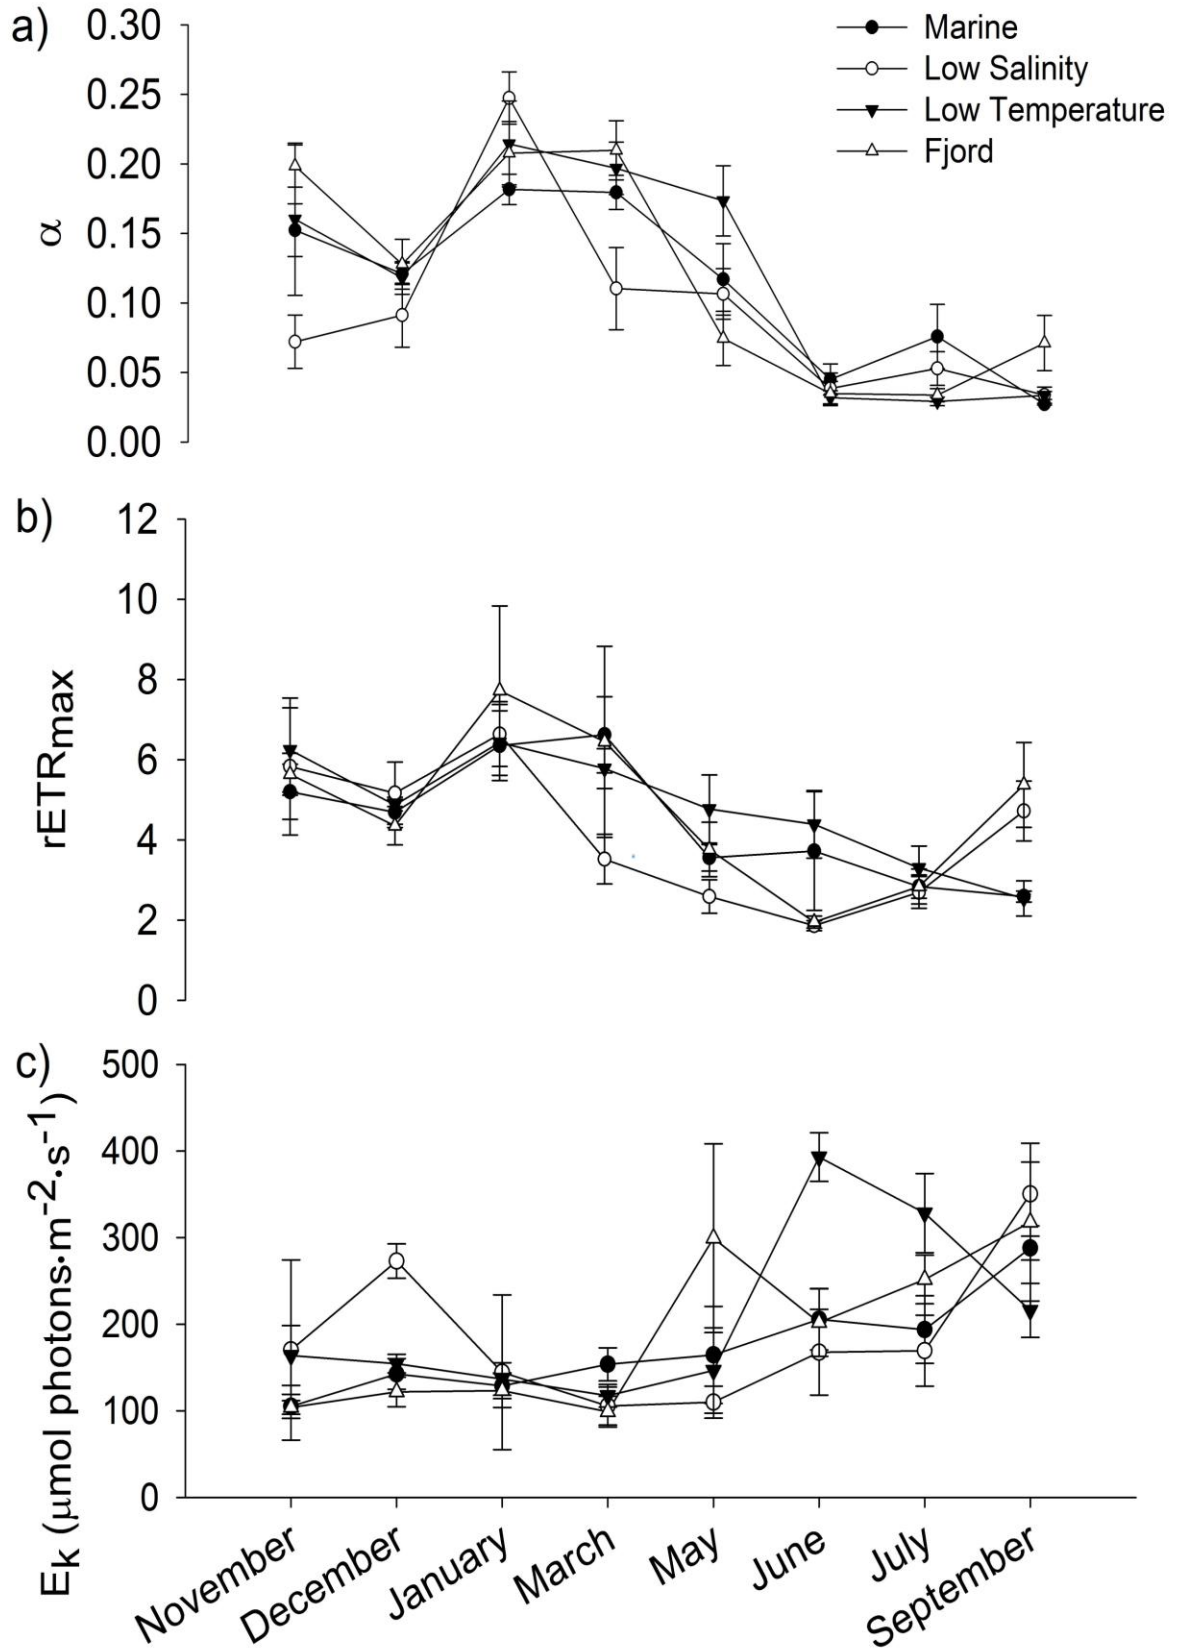 a)
0.30
0.25
0.20
0.15
0.10
0.05
0.00
α
Marine
Low Salinity
Low Temperature
Fjord
b)
12
10
8
6
4
2
0
rETRmax
c)
500
400
300
200
100
0
Ek (μmol photons·m⁻²·s⁻¹)
November
December
January
March
May
June
July
September